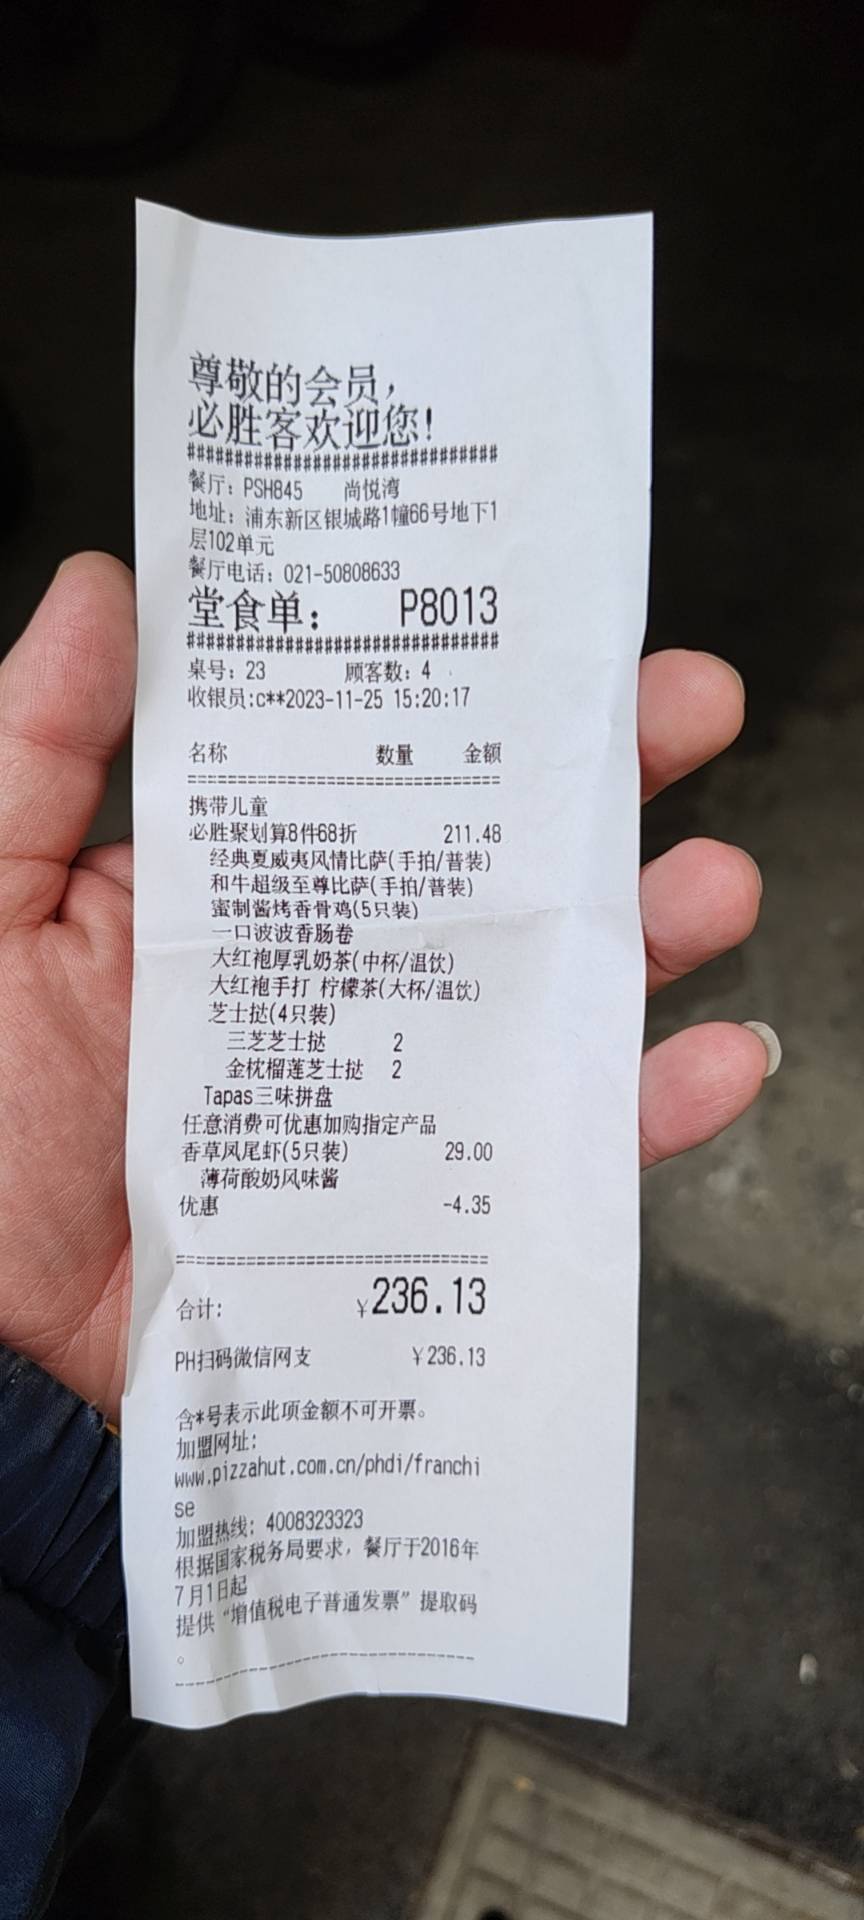 尊敬的会员，
必胜客欢迎您!
##############################
餐厅: PSH845 尚悦湾
地址: 浦东新区银城路1幢66号地下1
层102单元
餐厅电话: 021-50808633
堂食单: P8013
##############################
桌号: 23 顾客数: 4
收银员:c**2023-11-25 15:20:17
名称 数量 金额
==============================
携带儿童
必胜聚划算8件68折 211.48
经典夏威夷风情比萨(手拍/普装)
和牛超级至尊比萨(手拍/普装)
蜜制酱烤香骨鸡(5只装)
一口波波香肠卷
大红袍厚乳奶茶(中杯/温饮)
大红袍手打 柠檬茶(大杯/温饮)
芝士挞(4只装)
三芝芝士挞 2
金枕榴莲芝士挞 2
Tapas三味拼盘
任意消费可优惠加购指定产品
香草凤尾虾(5只装) 29.00
薄荷酸奶风味酱
优惠 -4.35
==============================
合计: ¥236.13
PH扫码微信网支 ¥236.13
含*号表示此项金额不可开票。
加盟网址:
www.pizzahut.com.cn/phdi/franchi
se
加盟热线: 4008323323
根据国家税务局要求，餐厅于2016年
7月1日起
提供“增值税电子普通发票”提取码
。
------------------------------